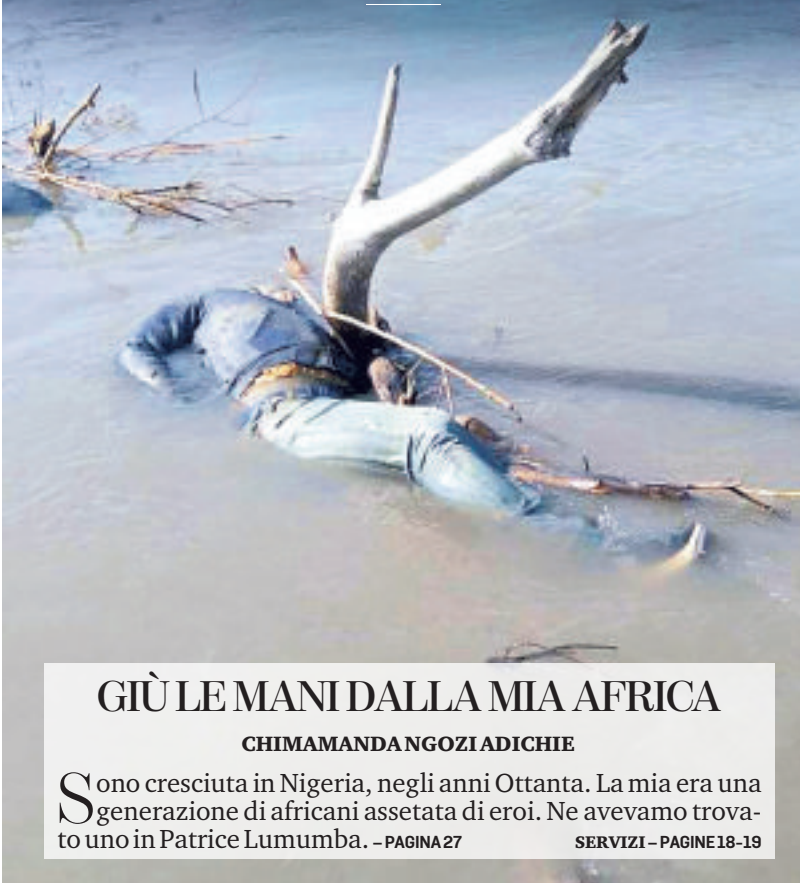 GIÙ LE MANI DALLA MIA AFRICA
CHIMAMANDA NGOZI ADICHIE
Sono cresciuta in Nigeria, negli anni Ottanta. La mia era una
generazione di africani assetata di eroi. Ne avevamo trova-
to uno in Patrice Lumumba. – PAGINA 27 SERVIZI – PAGINE 18-19